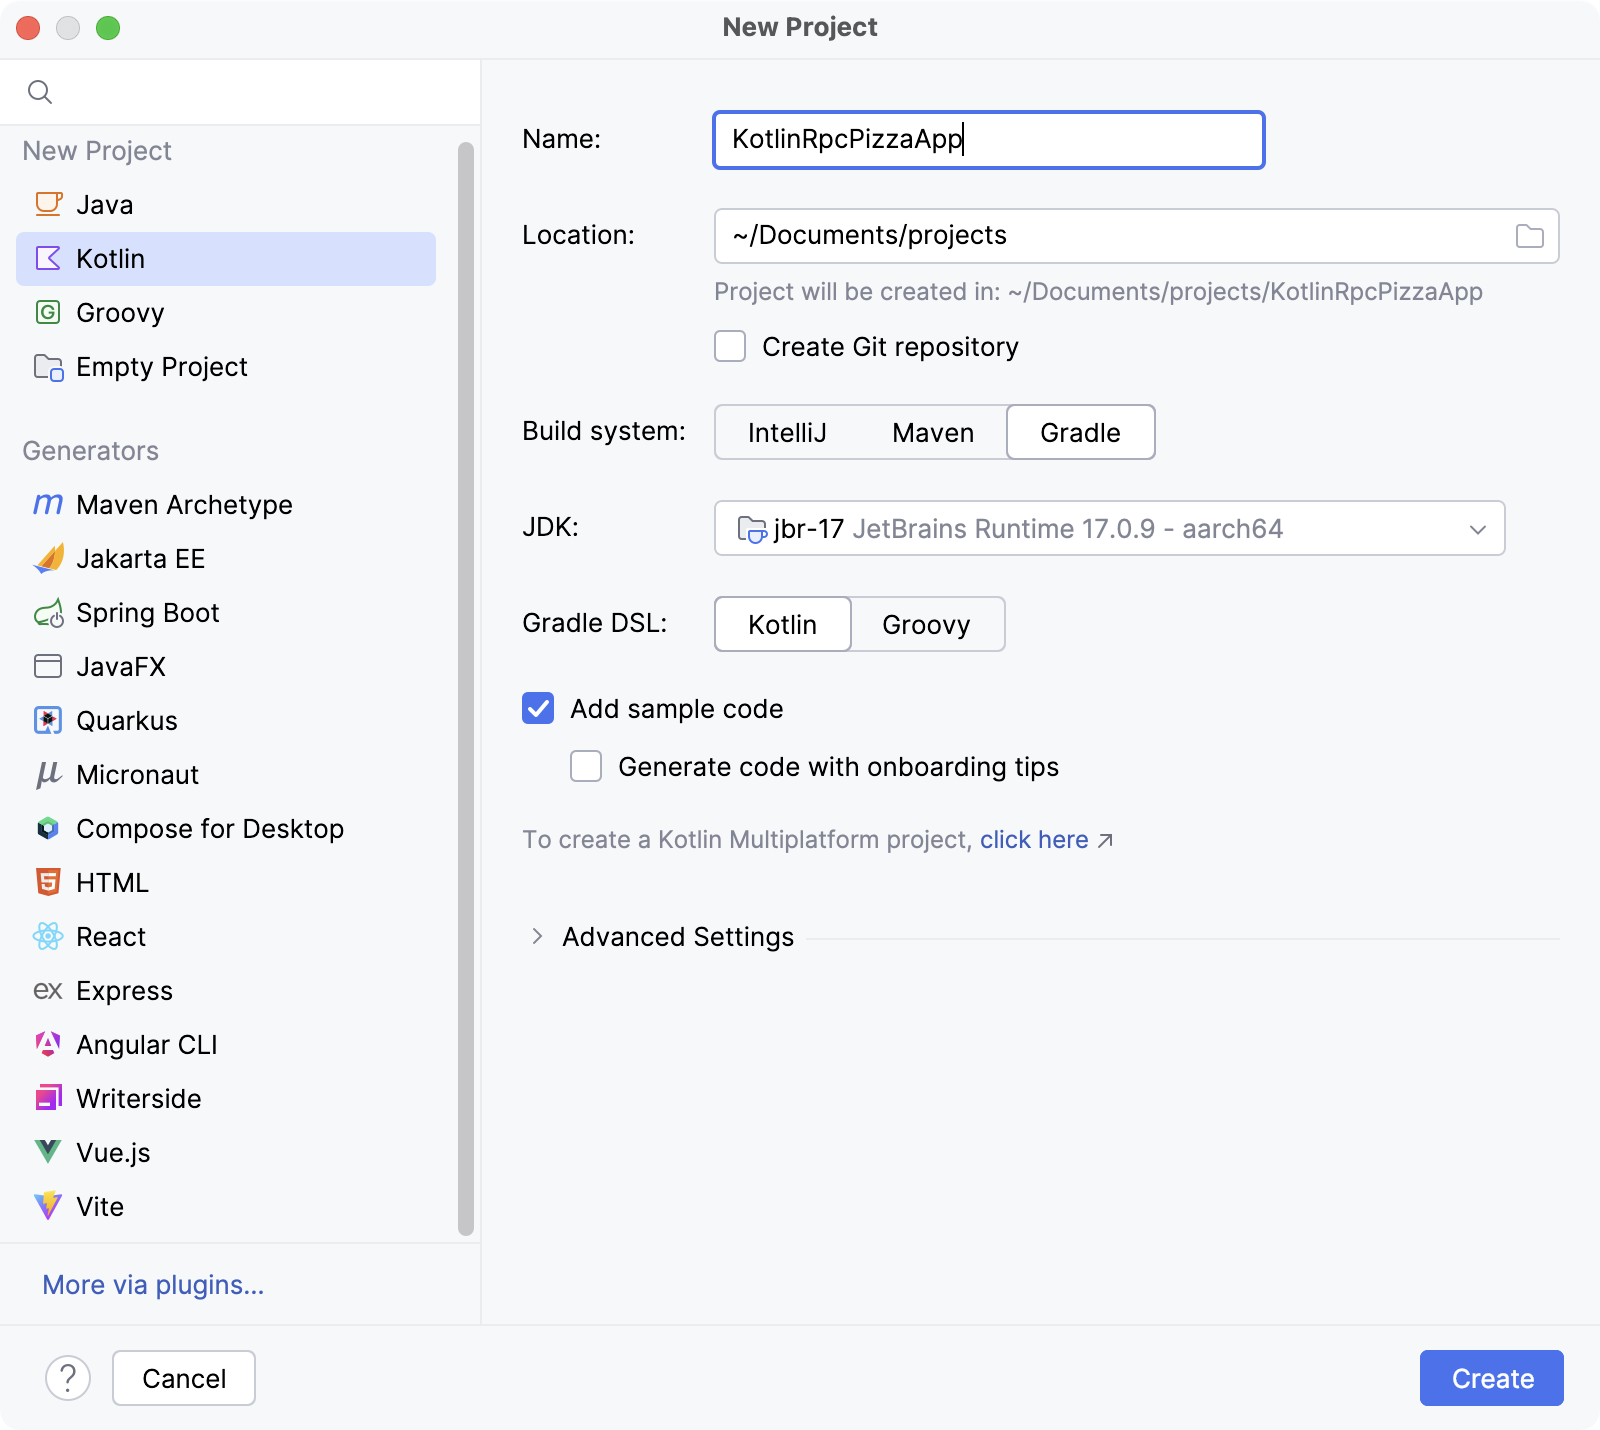 New Project
New Project
Java
Kotlin
Groovy
Empty Project
Generators
Maven Archetype
Jakarta EE
Spring Boot
JavaFX
Quarkus
Micronaut
Compose for Desktop
HTML
React
ex Express
Angular CLI
Writerside
Vue.js
Vite
More via plugins...
Name: KotlinRpcPizzaApp
Location: ~/Documents/projects
Project will be created in: ~/Documents/projects/KotlinRpcPizzaApp
Create Git repository
Build system: IntelliJ Maven Gradle
JDK: jbr-17 JetBrains Runtime 17.0.9 - aarch64
Gradle DSL: Kotlin Groovy
Add sample code
Generate code with onboarding tips
To create a Kotlin Multiplatform project, click here ↗
Advanced Settings
? Cancel Create